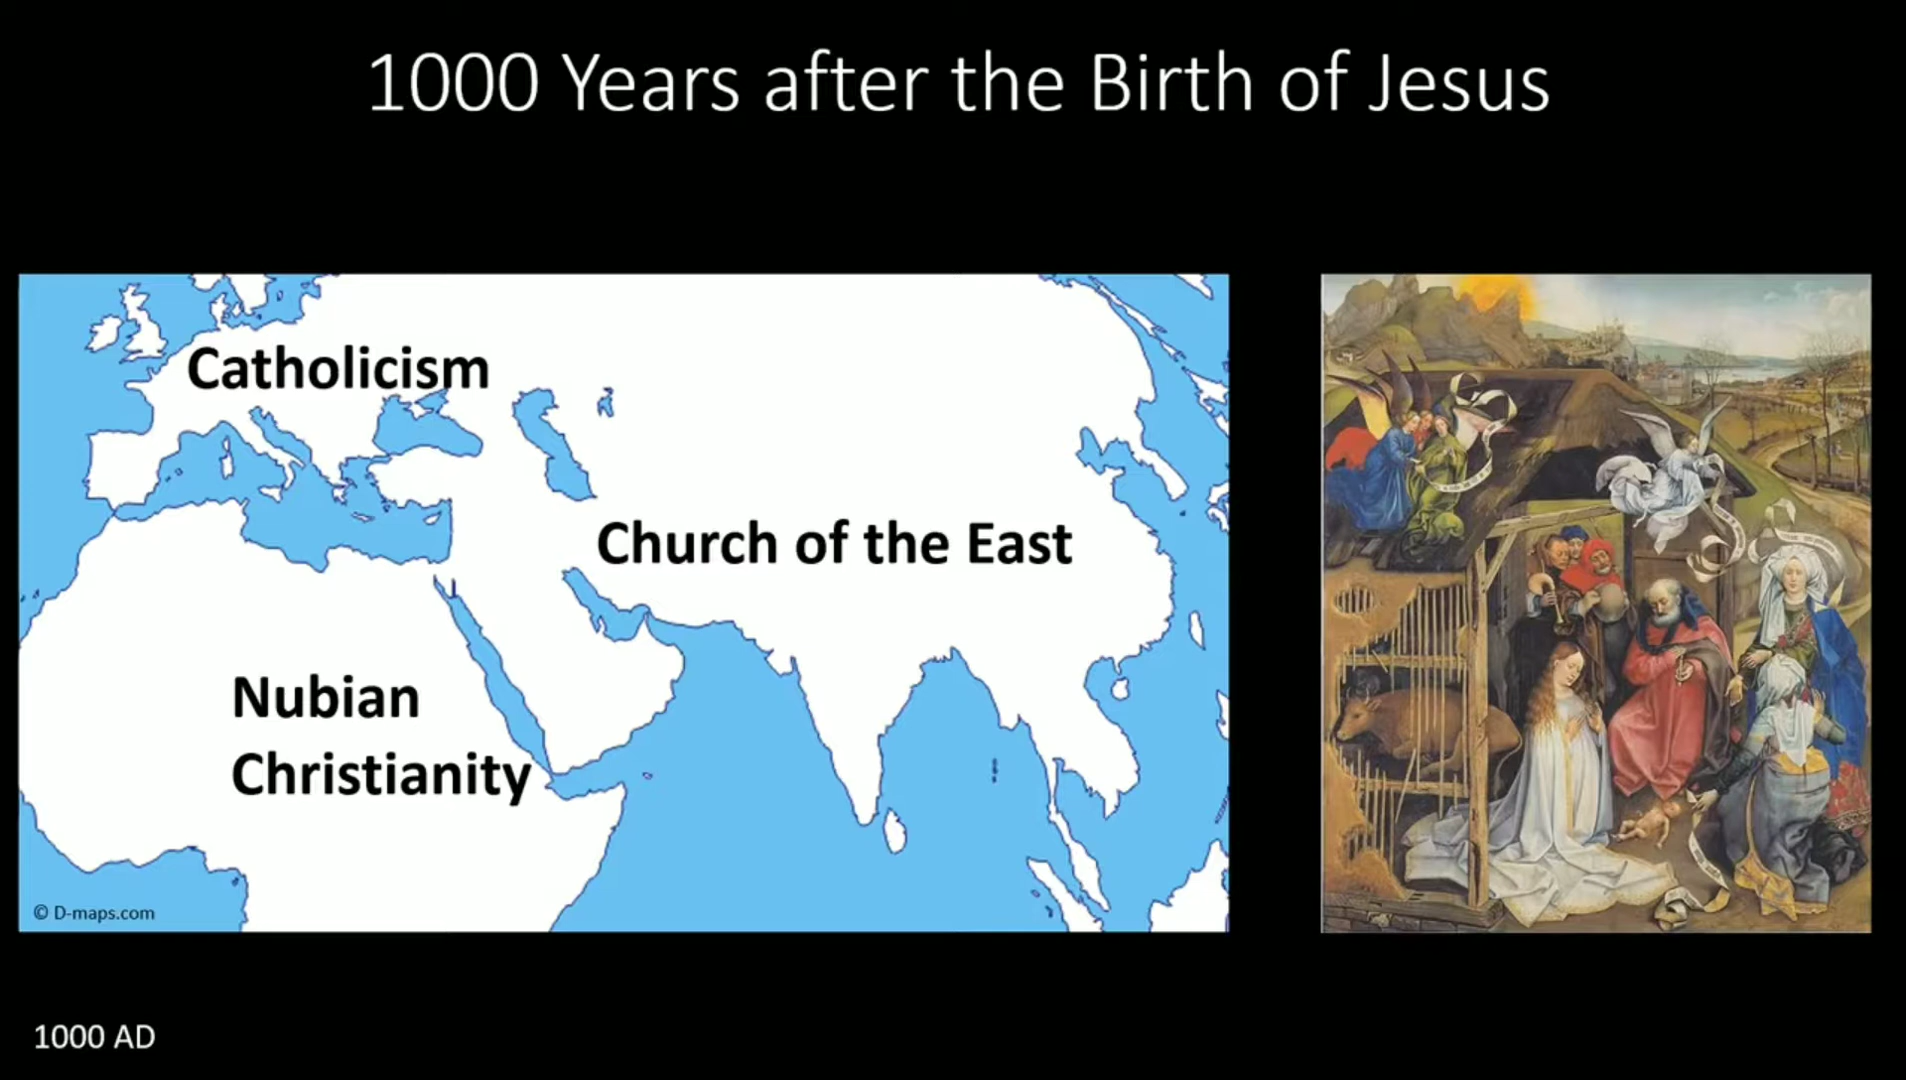 1000 Years after the Birth of Jesus
Catholicism
Church of the East
Nubian
Christianity
© D-maps.com
1000 AD